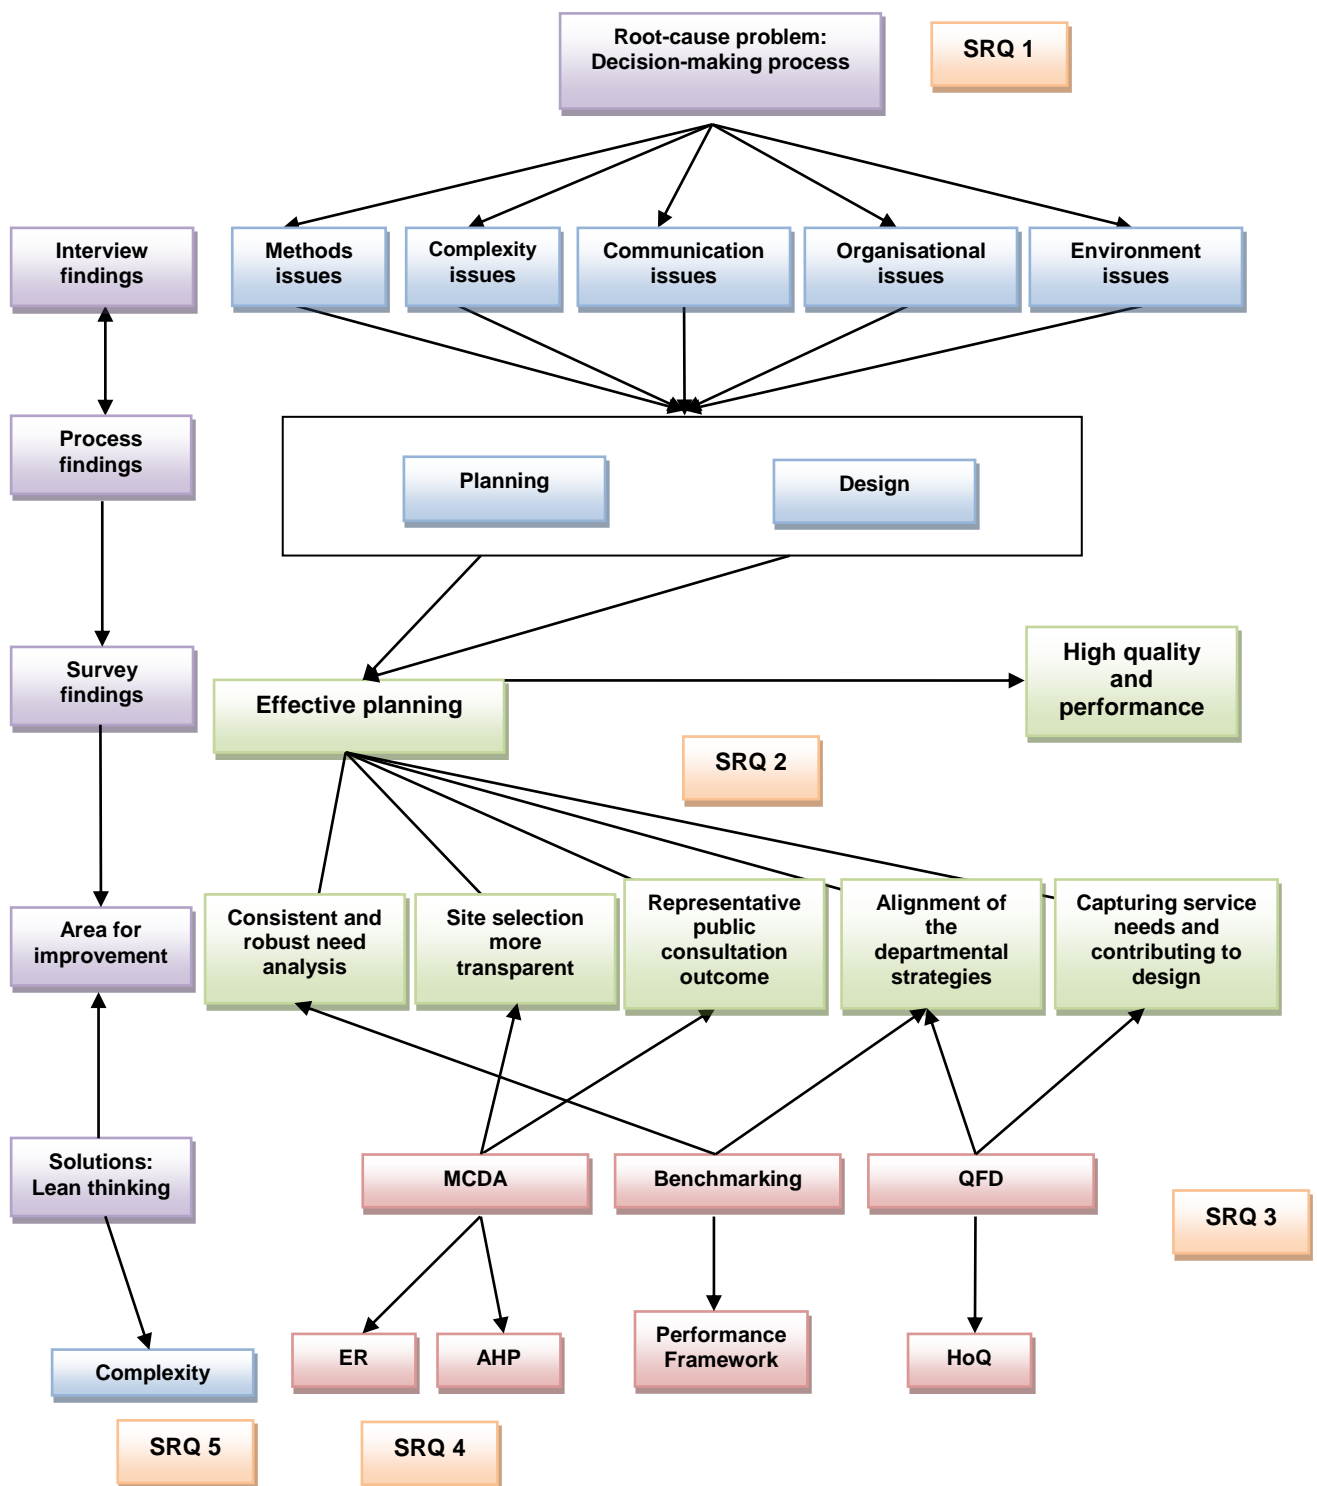 Root-cause problem:
Decision-making process
SRQ 1
Interview
findings
Methods
issues
Complexity
issues
Communication
issues
Organisational
issues
Environment
issues
Process
findings
Planning
Design
Survey
findings
Effective planning
High quality
and
performance
SRQ 2
Area for
improvement
Consistent and
robust need
analysis
Site selection
more
transparent
Representative
public
consultation
outcome
Alignment of
the
departmental
strategies
Capturing service
needs and
contributing to
design
Solutions:
Lean thinking
MCDA
Benchmarking
QFD
SRQ 3
Complexity
ER
AHP
Performance
Framework
HoQ
SRQ 5
SRQ 4